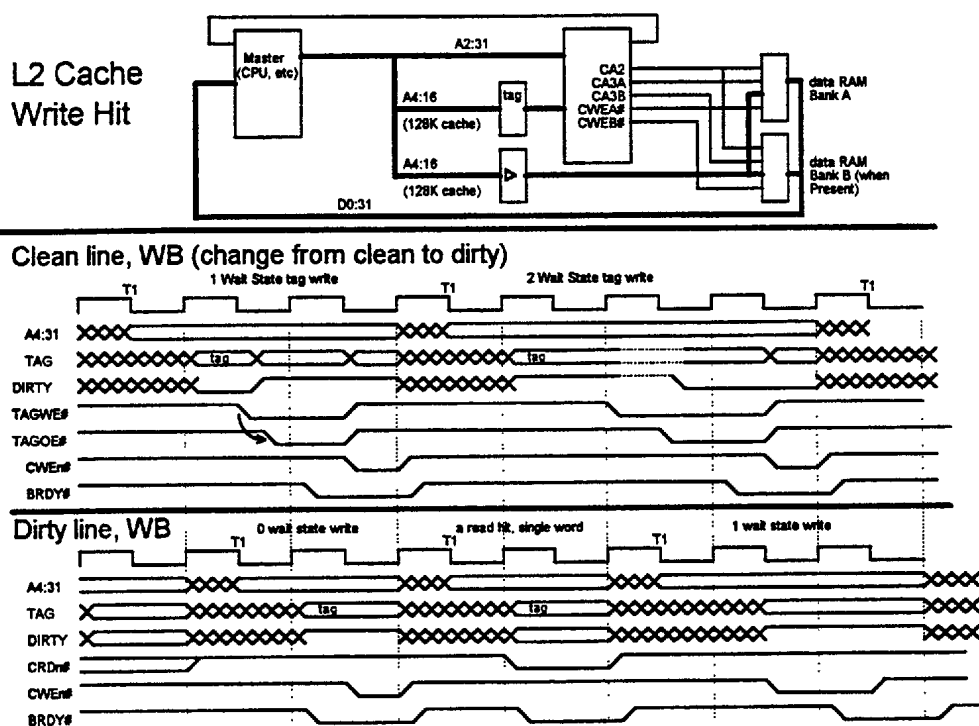 L2 Cache
Write Hit
Master
(CPU, etc)
A2:31
A4:16
(128K cache)
tag
A4:16
(128K cache)
D0:31
CA2
CA3A
CA3B
CWEA#
CWEB#
data RAM
Bank A
data RAM
Bank B (when
Present)
Clean line, WB (change from clean to dirty)
1 Wait State tag write
2 Wait State tag write
T1
T1
T1
A4:31
TAG
tag
tag
DIRTY
TAGWE#
TAGOE#
CWEn#
BRDY#
Dirty line, WB
0 wait state write
a read hit, single word
1 wait state write
T1
T1
T1
A4:31
TAG
tag
tag
DIRTY
CRDn#
CWEn#
BRDY#